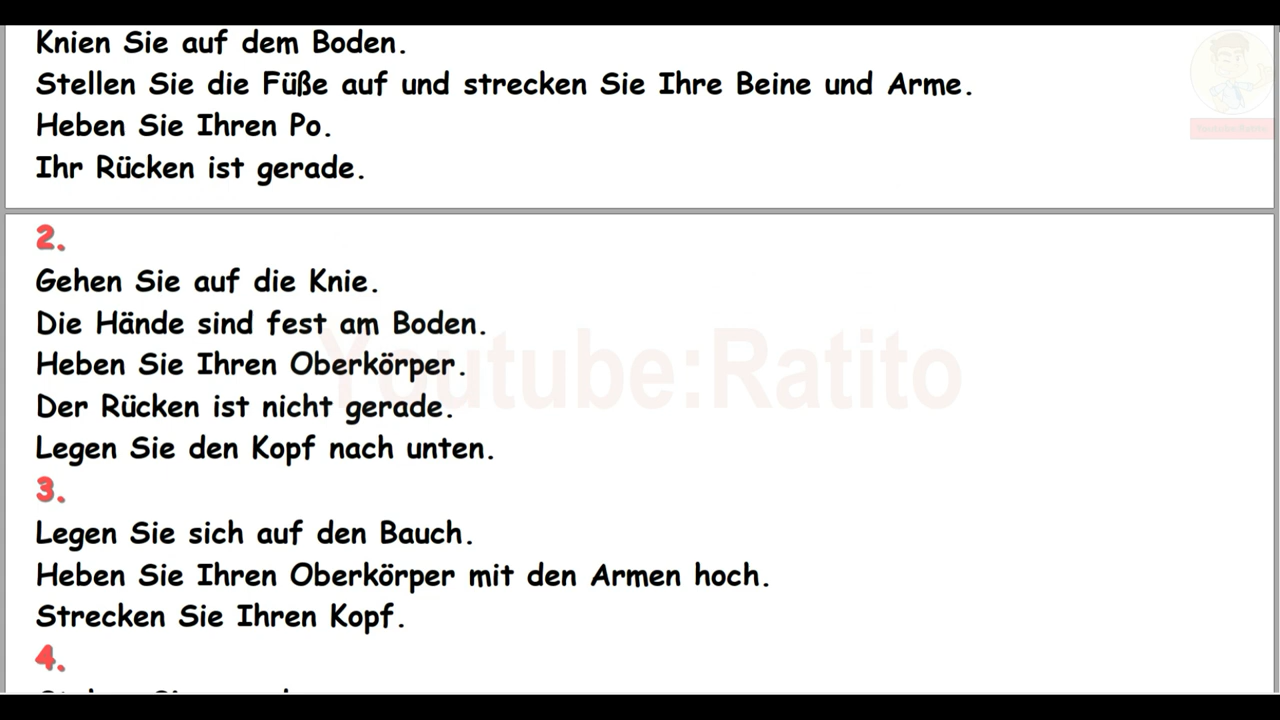 Knien Sie auf dem Boden.
Stellen Sie die Füße auf und strecken Sie Ihre Beine und Arme.
Heben Sie Ihren Po.
Ihr Rücken ist gerade.
2.
Gehen Sie auf die Knie.
Die Hände sind fest am Boden.
Heben Sie Ihren Oberkörper.
Youtube:Ratito
Der Rücken ist nicht gerade.
Legen Sie den Kopf nach unten.
3.
Legen Sie sich auf den Bauch.
Heben Sie Ihren Oberkörper mit den Armen hoch.
Strecken Sie Ihren Kopf.
4.